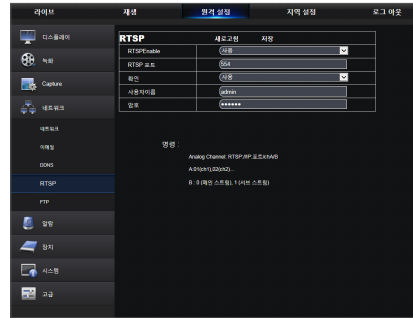 라이브 재생 원격 설정 지역 설정 로그 아웃
디스플레이
녹화
Capture
네트워크
네트워크
이메일
DDNS
RTSP
FTP
알람
장치
시스템
고급
RTSP 새로고침 저장
RTSPEnable 사용
RTSP 포트 554
확인 사용
사용자이름 admin
암호 ••••••
명령 :
Analog Channel: RTSP://IP:포트/chA/B
A:01(ch1),02(ch2)...
B : 0 (메인 스트림), 1 (서브 스트림)